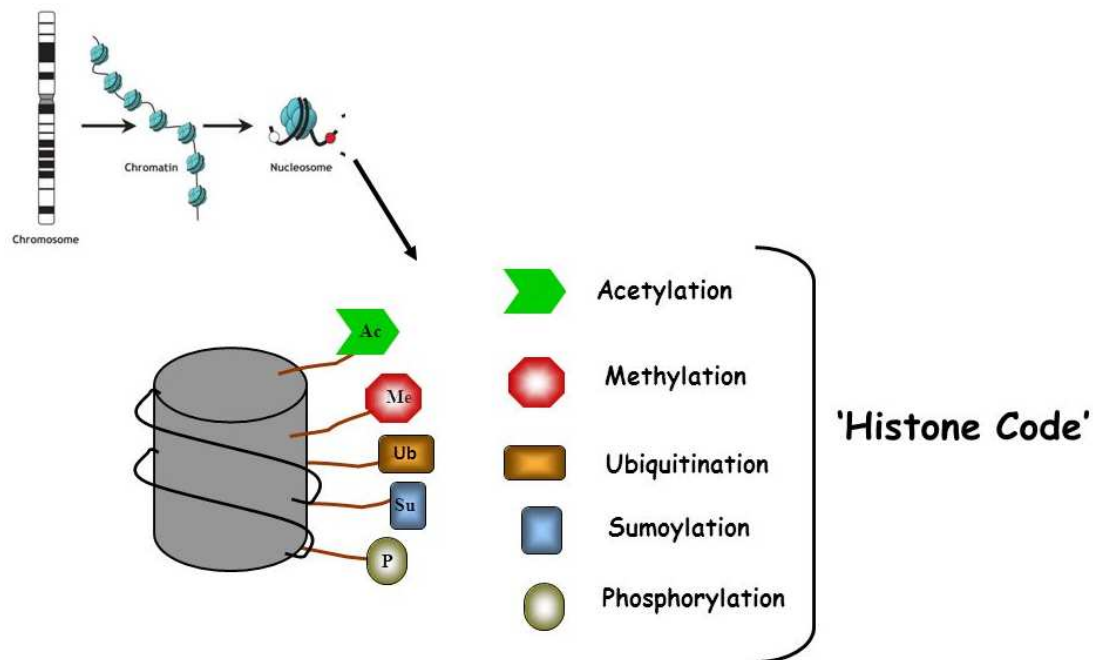 Chromatin
Nucleosome
Chromosome
Ac
Me
Ub
Su
P
Acetylation
Methylation
Ubiquitination
Sumoylation
Phosphorylation
'Histone Code'